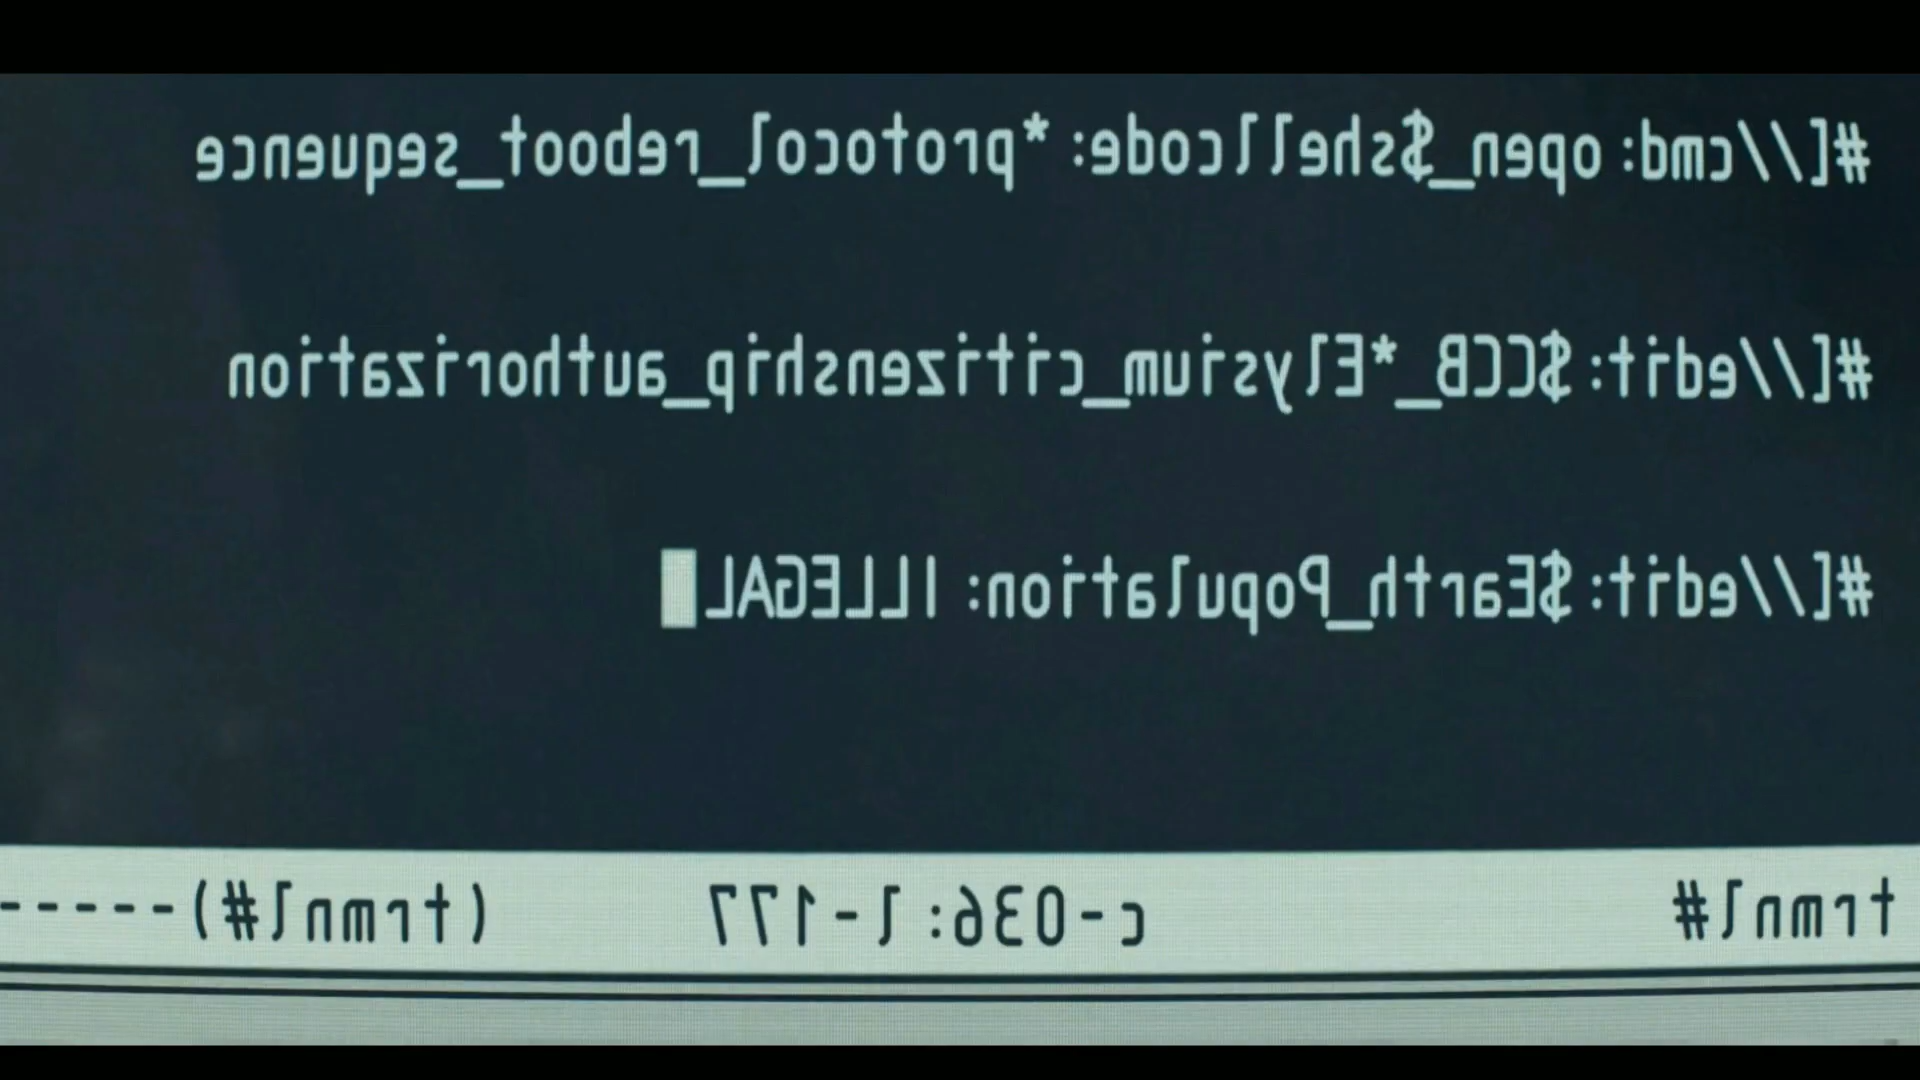 #[//cmd: open_$shellcode: *protocol_reboot_sequence
#[//edit: $CCB_*Elysium_citizenship_authorization
#[//edit: $Earth_Population: ILLEGAL
trmnl# c-036:l-177 (trmnl#)-----